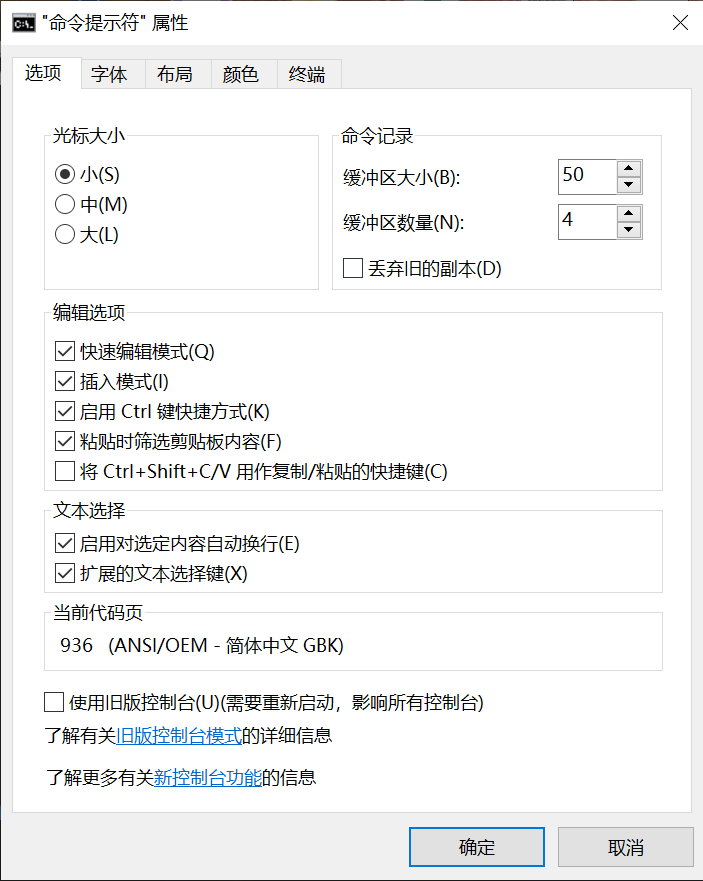 "命令提示符" 属性
选项 字体 布局 颜色 终端
光标大小
小(S)
中(M)
大(L)
命令记录
缓冲区大小(B): 50
缓冲区数量(N): 4
丢弃旧的副本(D)
编辑选项
快速编辑模式(Q)
插入模式(I)
启用 Ctrl 键快捷方式(K)
粘贴时筛选剪贴板内容(F)
将 Ctrl+Shift+C/V 用作复制/粘贴的快捷键(C)
文本选择
启用对选定内容自动换行(E)
扩展的文本选择键(X)
当前代码页
936 (ANSI/OEM - 简体中文 GBK)
使用旧版控制台(U)(需要重新启动，影响所有控制台)
了解有关旧版控制台模式的详细信息
了解更多有关新控制台功能的信息
确定 取消